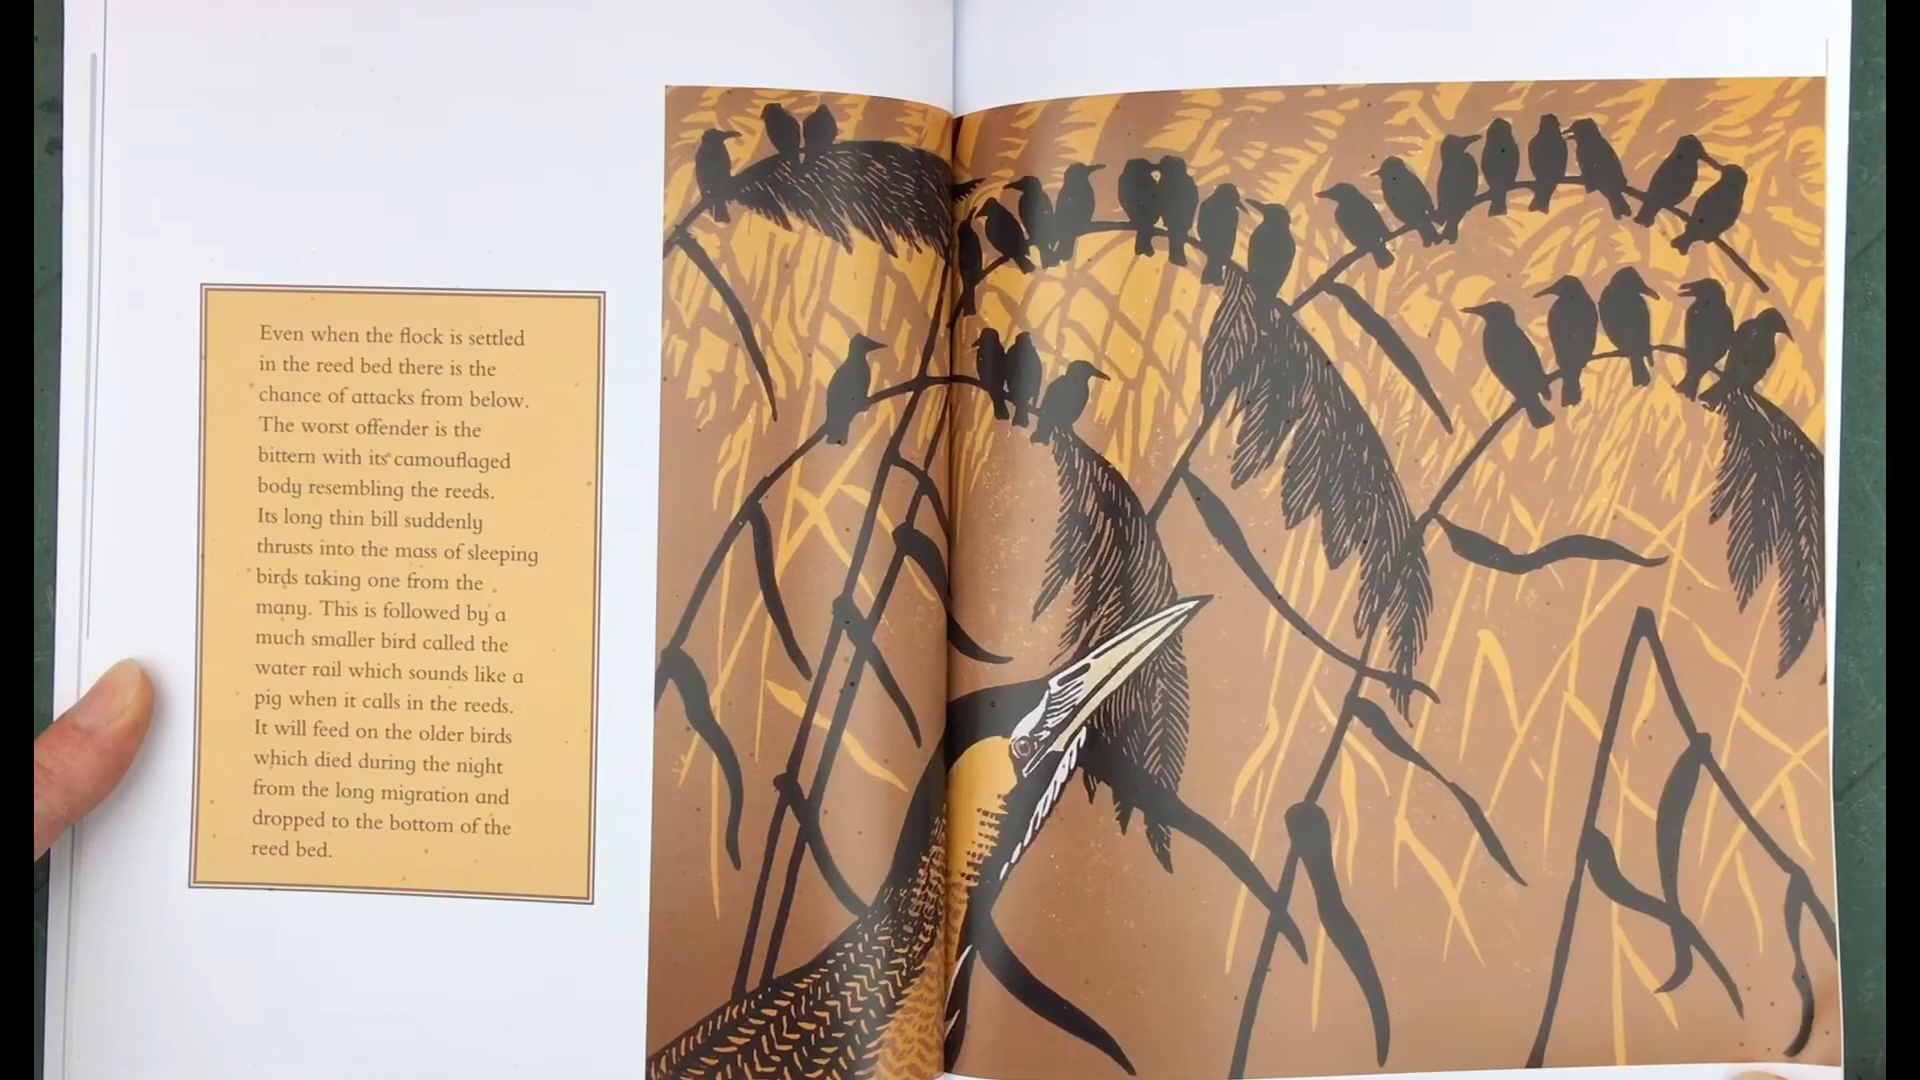 Even when the flock is settled
in the reed bed there is the
chance of attacks from below.
The worst offender is the
bittern with its camouflaged
body resembling the reeds.
Its long thin bill suddenly
thrusts into the mass of sleeping
birds taking one from the
many. This is followed by a
much smaller bird called the
water rail which sounds like a
pig when it calls in the reeds.
It will feed on the older birds
which died during the night
from the long migration and
dropped to the bottom of the
reed bed.